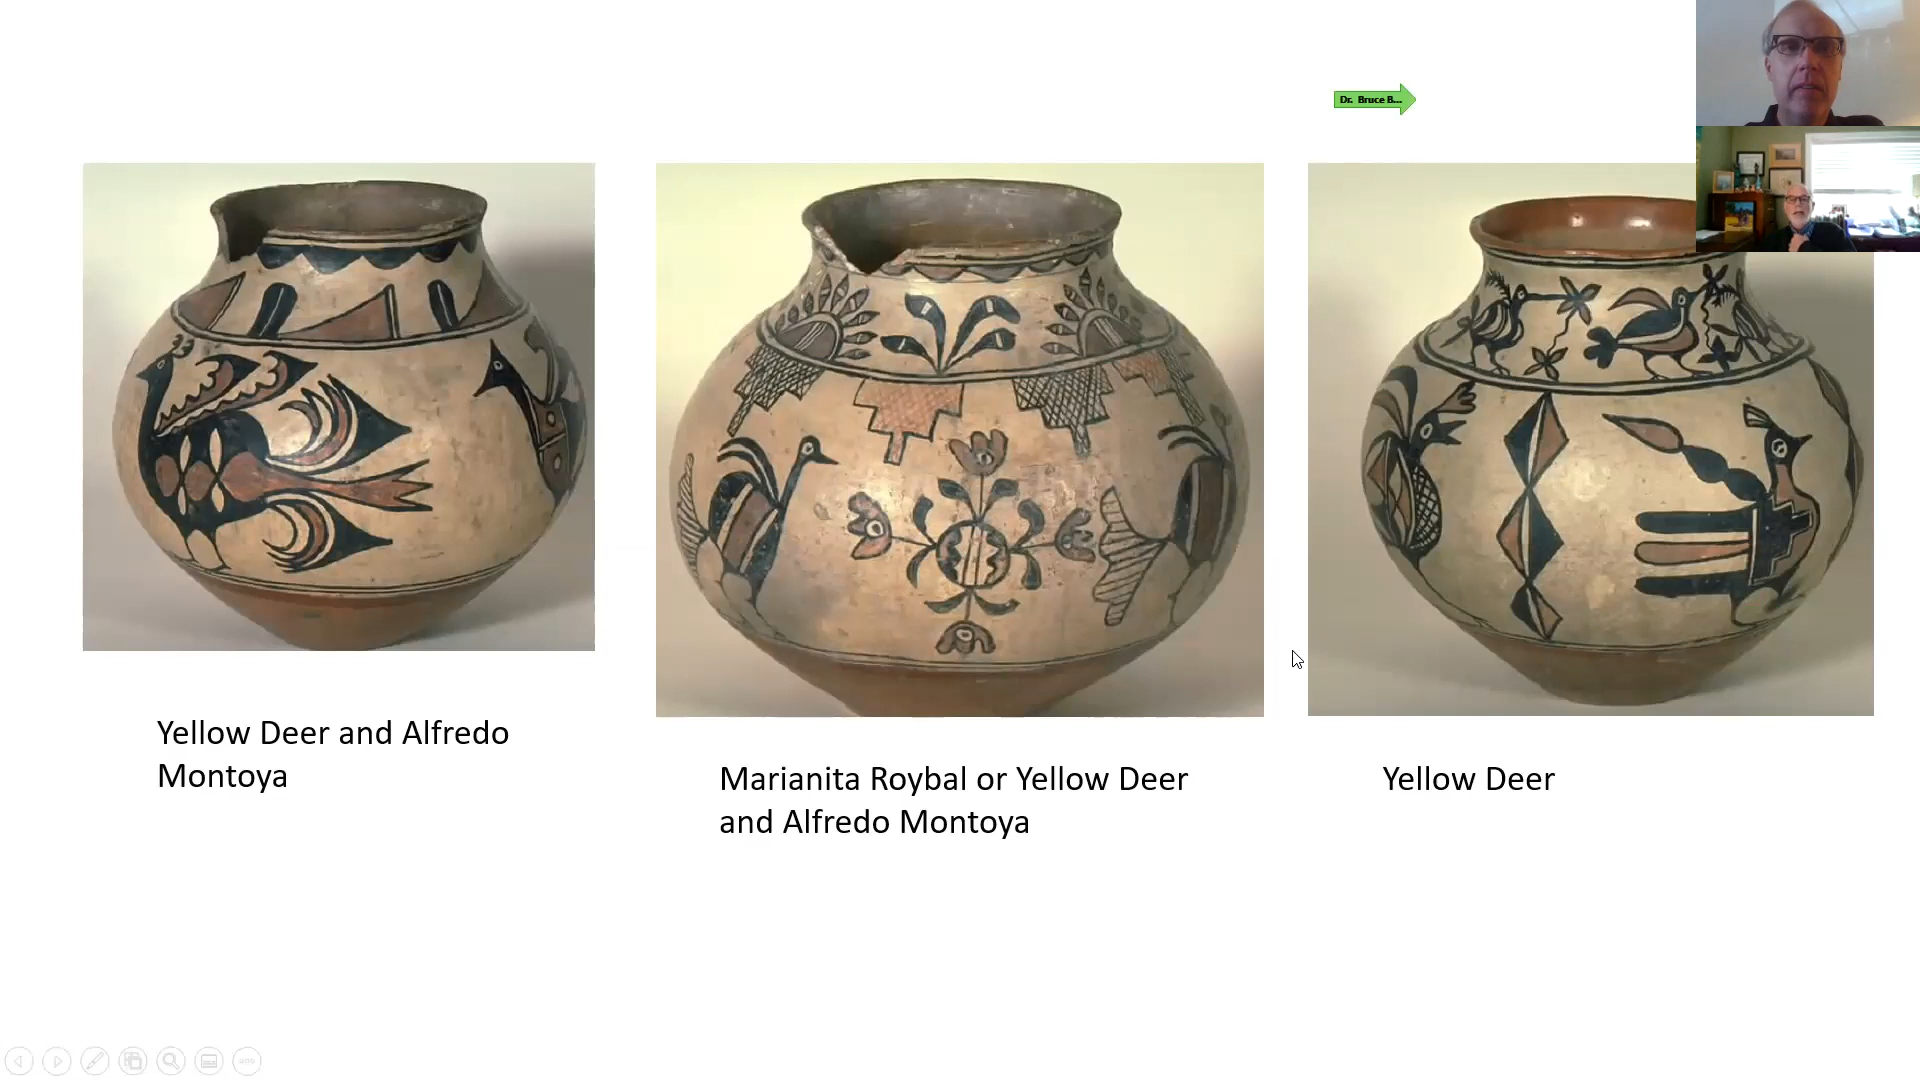 Dr. Bruce B...
Yellow Deer and Alfredo
Montoya
Marianita Roybal or Yellow Deer
and Alfredo Montoya
Yellow Deer